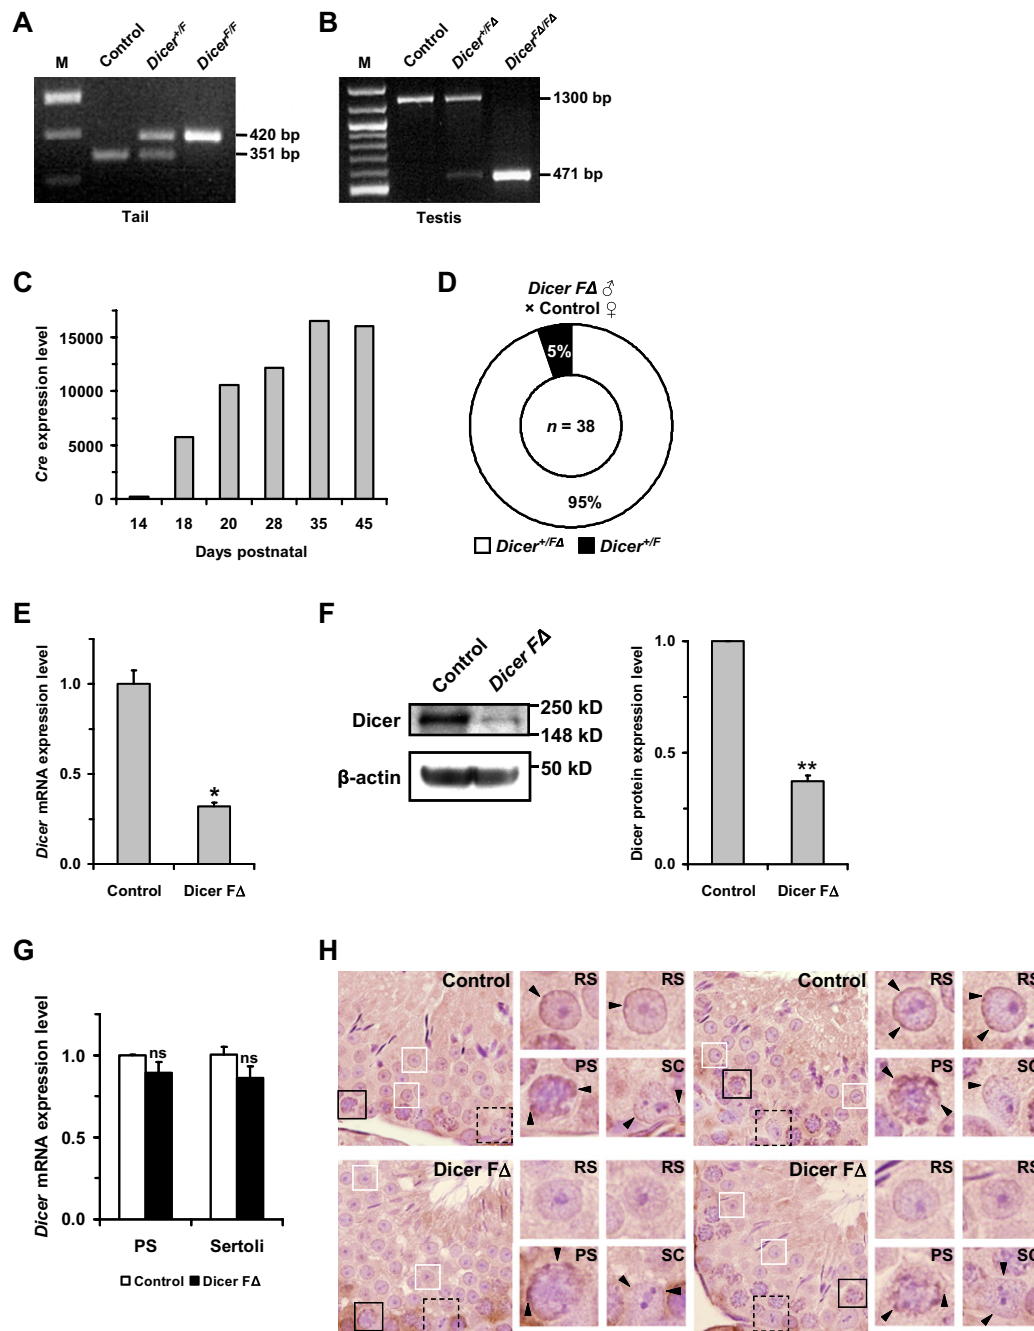 A
M
Control
Dicer+/F
DicerF/F
420 bp
351 bp
Tail
B
M
Control
Dicer+/FΔ
DicerFΔ/FΔ
1300 bp
471 bp
Testis
C
Cre expression level
15000
10000
5000
0
14 18 20 28 35 45
Days postnatal
D
Dicer FΔ ♂
× Control ♀
5%
n = 38
95%
Dicer+/FΔ Dicer+/F
E
Dicer mRNA expression level
1.0
0.5
0.0
*
Control Dicer FΔ
F
Control
Dicer FΔ
Dicer
250 kD
148 kD
β-actin
50 kD
Dicer protein expression level
1.0
0.5
0.0
**
Control Dicer FΔ
G
Dicer mRNA expression level
1.0
0.5
0.0
ns
ns
PS Sertoli
Control Dicer FΔ
H
Control RS RS
PS SC
Control RS RS
PS SC
Dicer FΔ RS RS
PS SC
Dicer FΔ RS RS
PS SC